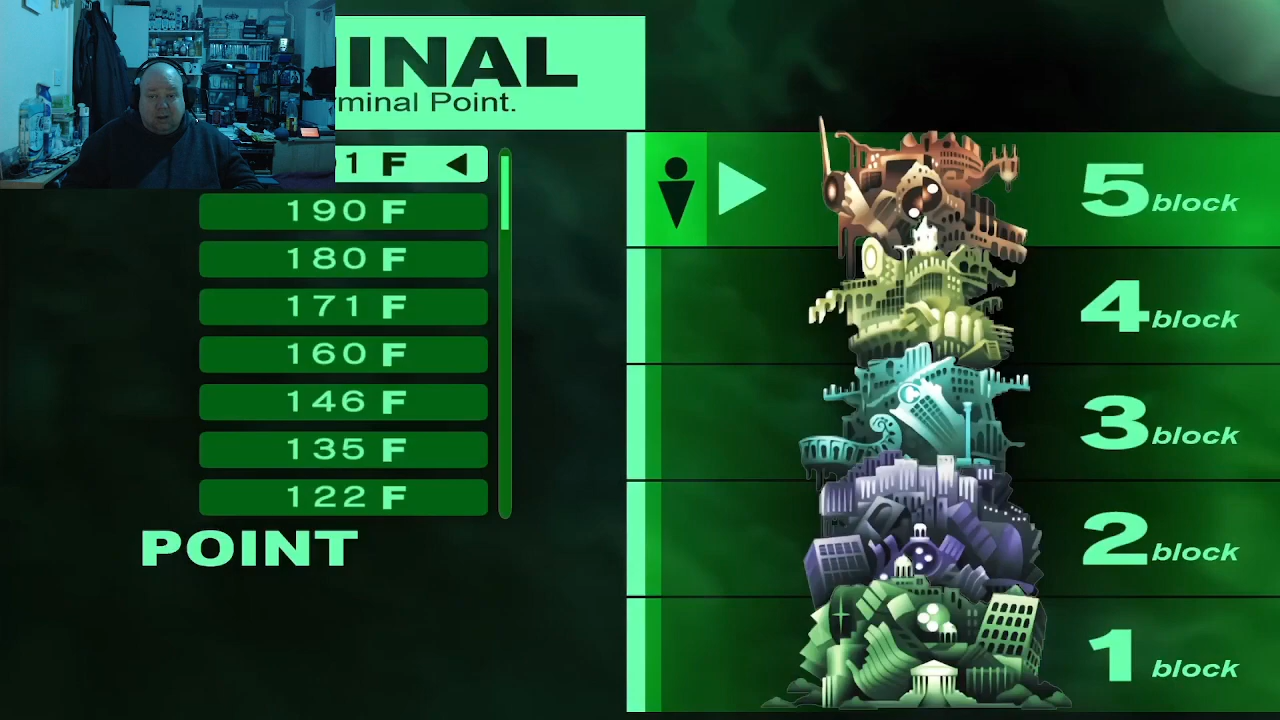 INAL
minal Point.
1 F
190 F
180 F
171 F
160 F
146 F
135 F
122 F
POINT
5 block
4 block
3 block
2 block
1 block